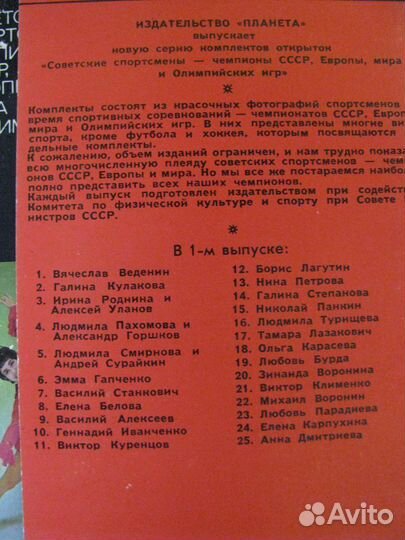 ИЗДАТЕЛЬСТВО «ПЛАНЕТА»
выпускает
новую серию комплектов открыток
«Советские спортсмены — чемпионы СССР, Европы, мира
и Олимпийских игр»
Комплекты состоят из красочных фотографий спортсменов
время спортивных соревнований — чемпионатов СССР, Евро
мира и Олимпийских игр. В них представлены многие ви
спорта, кроме футбола и хоккея, которым посвящаются
дельные комплекты.
К сожалению, объем изданий ограничен, и нам трудно показа
всю многочисленную плеяду советских спортсменов — чем
онов СССР, Европы и мира. Но мы все же постараемся наибо
полно представить всех наших чемпионов.
Каждый выпуск подготовлен издательством при содейс
Комитета по физической культуре и спорту при Совете
нистров СССР.
В 1-м выпуске:
1. Вячеслав Веденин
2. Галина Кулакова
3. Ирина Роднина и
Алексей Уланов
4. Людмила Пахомова и
Александр Горшков
5. Людмила Смирнова и
Андрей Сурайкин
6. Эмма Гапченко
7. Василий Станкович
8. Елена Белова
9. Василий Алексеев
10. Геннадий Иванченко
11. Виктор Куренцов
12. Борис Лагутин
13. Нина Петрова
14. Галина Степанова
15. Николай Панкин
16. Людмила Турищева
17. Тамара Лазакович
18. Ольга Карасева
19. Любовь Бурда
20. Зинаида Воронина
21. Виктор Клименко
22. Михаил Воронин
23. Любовь Парадиева
24. Елена Карпухина
25. Анна Дмитриева
Avito